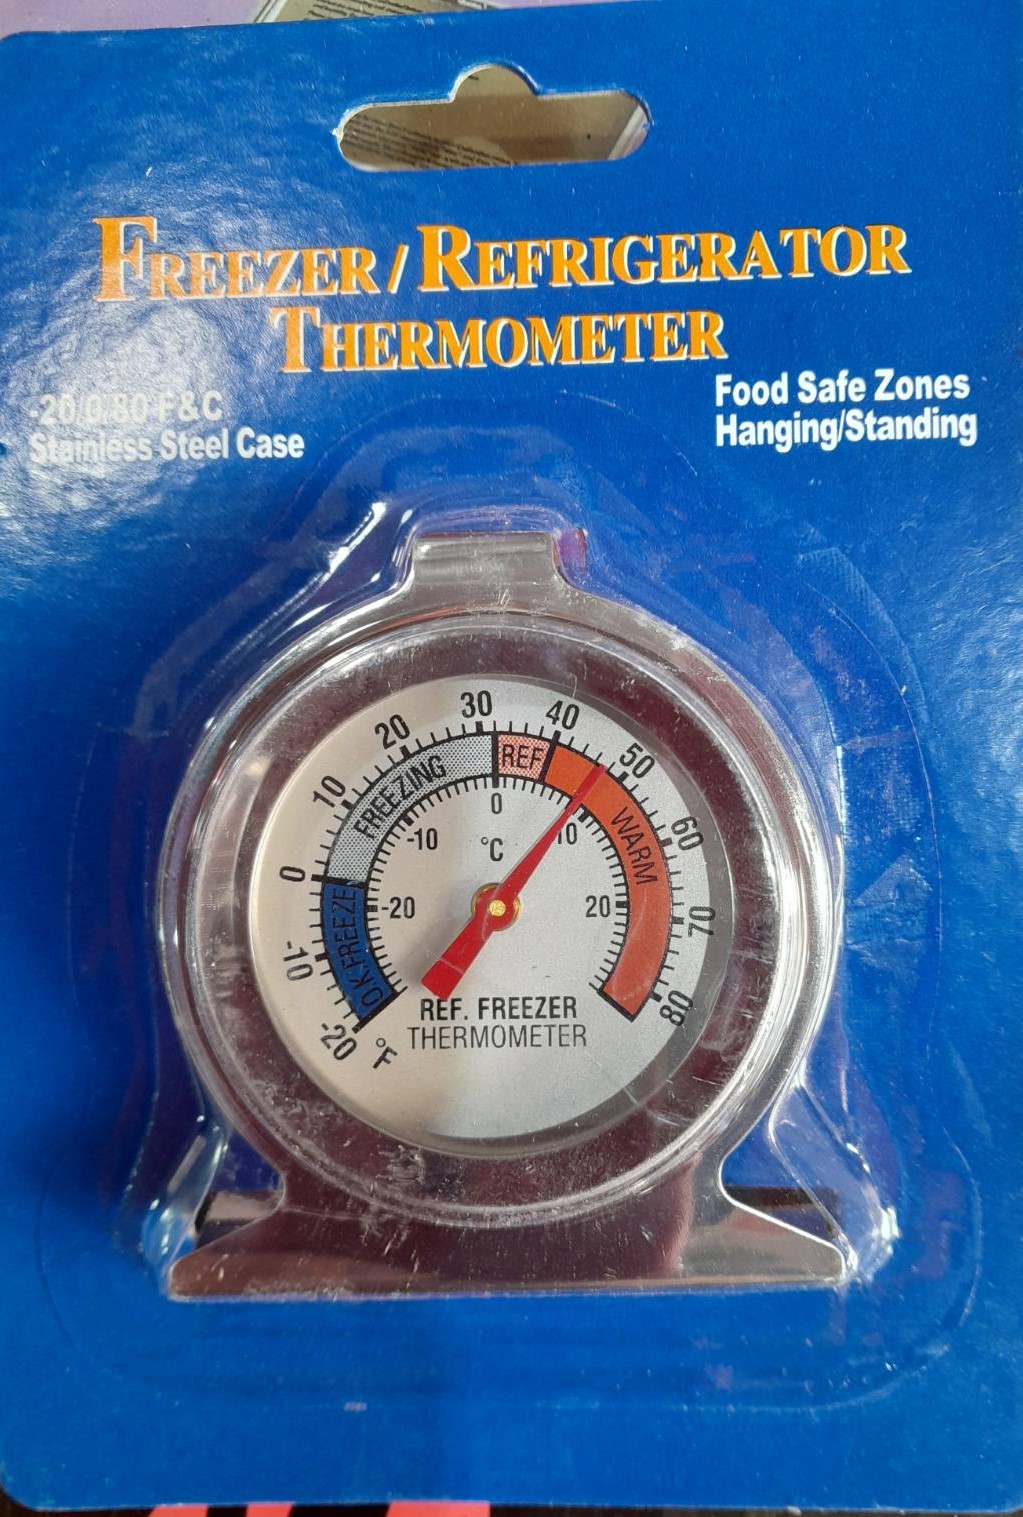 FREEZER / REFRIGERATOR
THERMOMETER
-20/0/80 F&C
Stainless Steel Case
Food Safe Zones
Hanging/Standing
-20
-10
0
10
20
30
40
50
60
70
80
°F
O.K FREEZE
FREEZING
REF
WARM
-20
-10
0
10
20
°C
REF. FREEZER
THERMOMETER